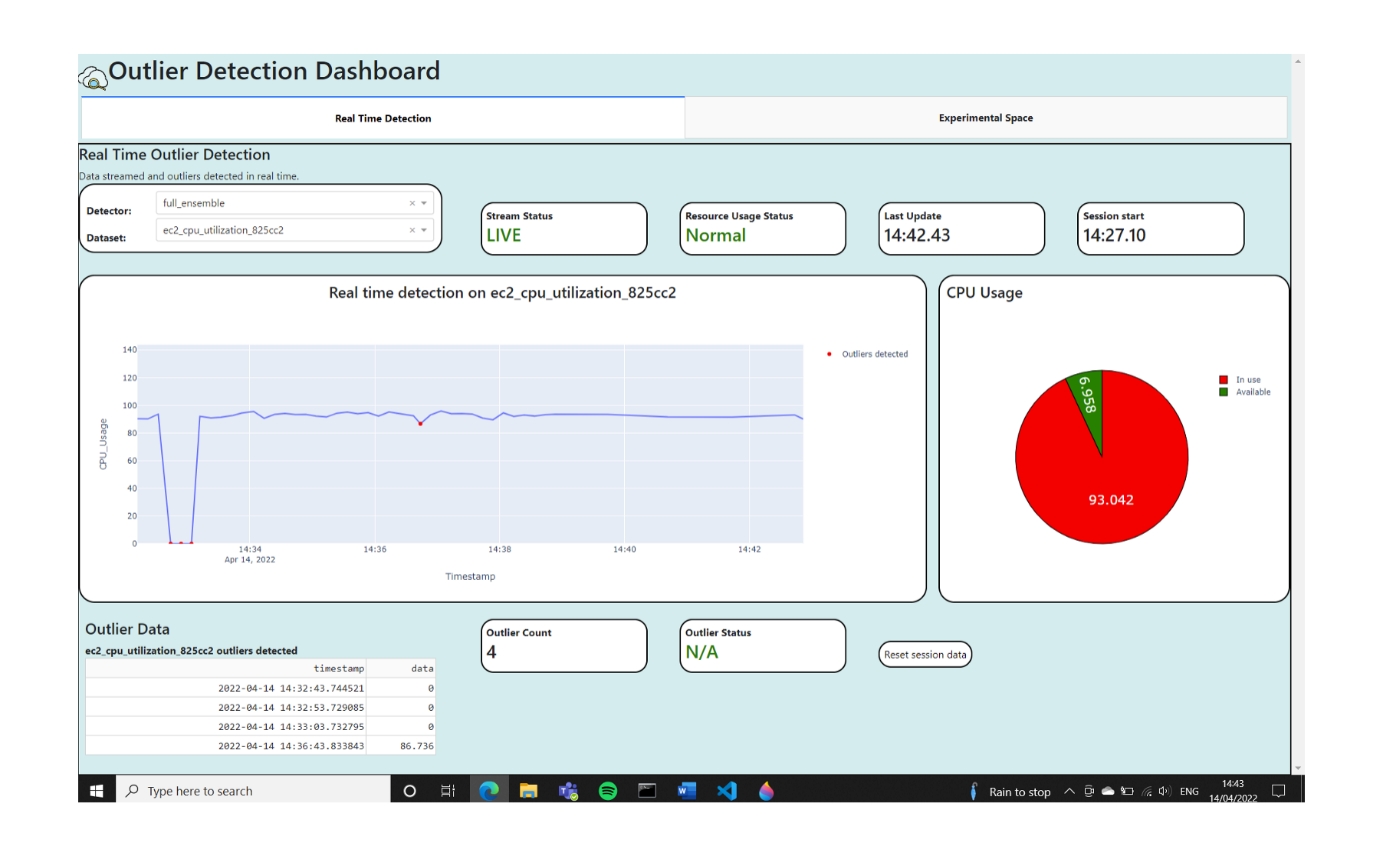 Outlier Detection Dashboard
Real Time Detection
Experimental Space
Real Time Outlier Detection
Data streamed and outliers detected in real time.
Detector:
full_ensemble
Dataset:
ec2_cpu_utilization_825cc2
Stream Status
LIVE
Resource Usage Status
Normal
Last Update
14:42.43
Session start
14:27.10
Real time detection on ec2_cpu_utilization_825cc2
140
120
100
80
60
40
20
0
CPU_Usage
14:34
Apr 14, 2022
14:36
14:38
14:40
14:42
Timestamp
Outliers detected
CPU Usage
6.958
93.042
In use
Available
Outlier Data
ec2_cpu_utilization_825cc2 outliers detected
timestamp data
2022-04-14 14:32:43.744521 0
2022-04-14 14:32:53.729085 0
2022-04-14 14:33:03.732795 0
2022-04-14 14:36:43.833843 86.736
Outlier Count
4
Outlier Status
N/A
Reset session data
Type here to search
Rain to stop
ENG
14:43
14/04/2022